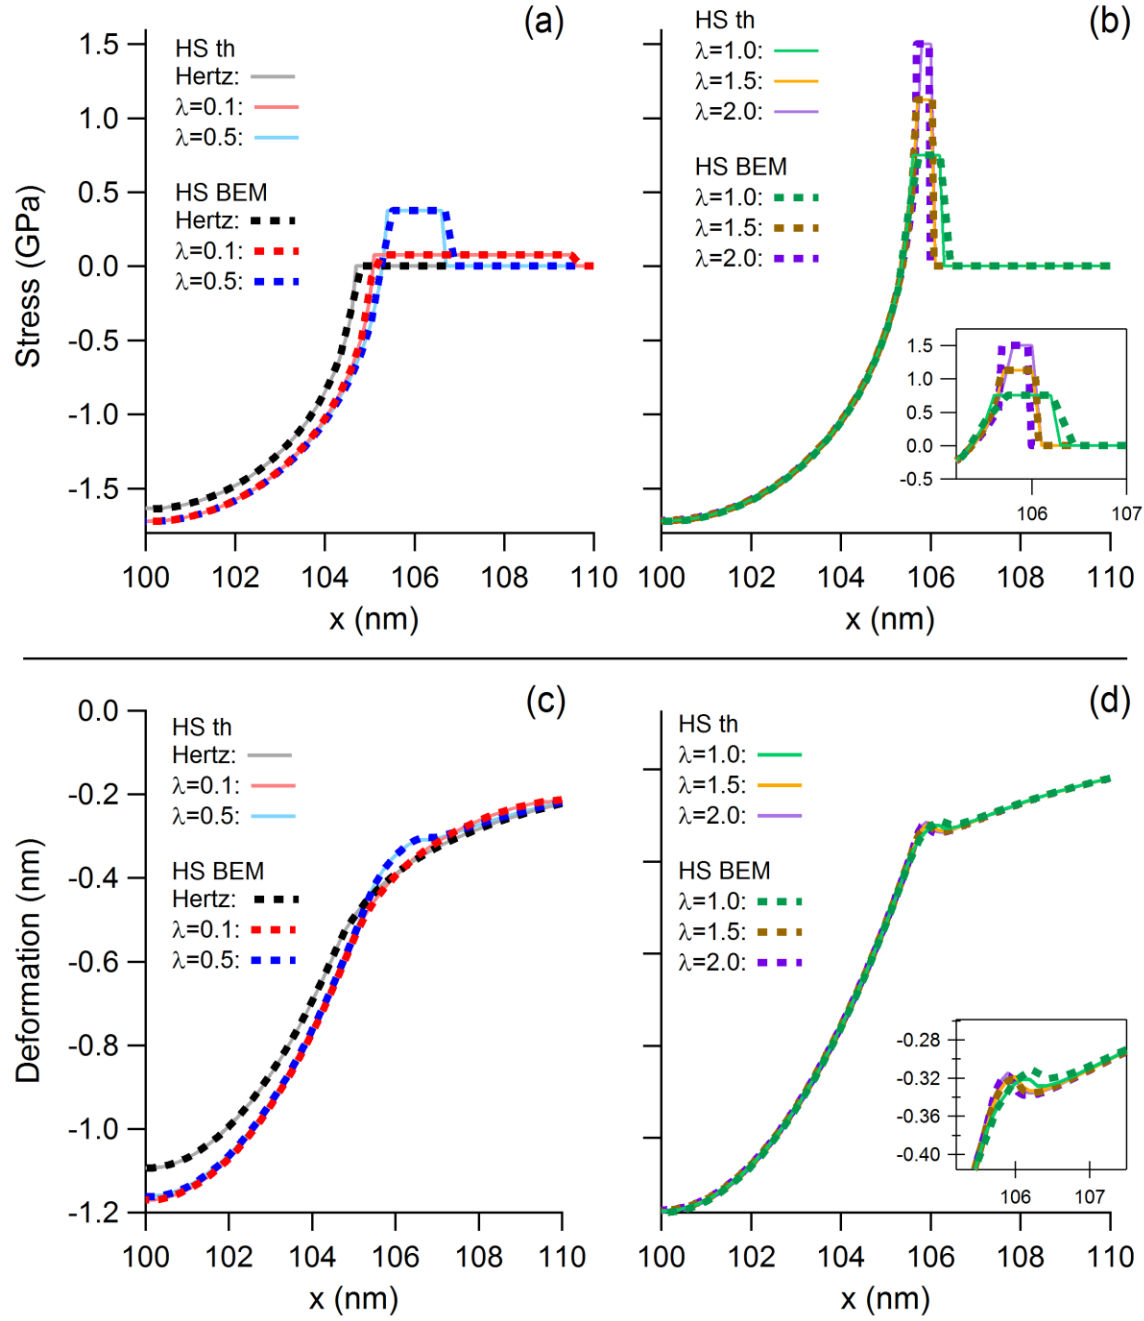 (a)
HS th
Hertz:
λ=0.1:
λ=0.5:
HS BEM
Hertz:
λ=0.1:
λ=0.5:
Stress (GPa)
1.5
1.0
0.5
0.0
-0.5
-1.0
-1.5
100
102
104
106
108
110
x (nm)
(b)
HS th
λ=1.0:
λ=1.5:
λ=2.0:
HS BEM
λ=1.0:
λ=1.5:
λ=2.0:
1.5
1.0
0.5
0.0
-0.5
106
107
100
102
104
106
108
110
x (nm)
(c)
HS th
Hertz:
λ=0.1:
λ=0.5:
HS BEM
Hertz:
λ=0.1:
λ=0.5:
Deformation (nm)
0.0
-0.2
-0.4
-0.6
-0.8
-1.0
-1.2
100
102
104
106
108
110
x (nm)
(d)
HS th
λ=1.0:
λ=1.5:
λ=2.0:
HS BEM
λ=1.0:
λ=1.5:
λ=2.0:
-0.28
-0.32
-0.36
-0.40
106
107
100
102
104
106
108
110
x (nm)